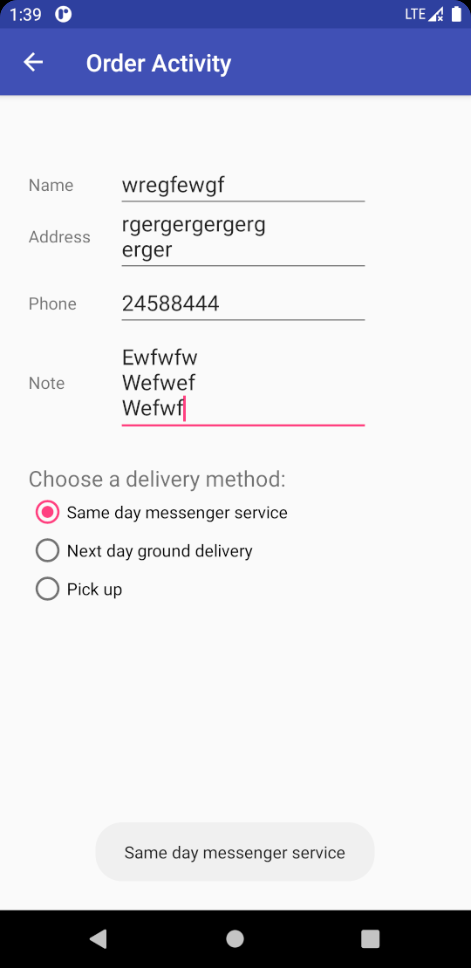 1:39 LTE
Order Activity
Name wregfewgf
Address rgergergergerg
erger
Phone 24588444
Note Ewfwfw
Wefwef
Wefwf
Choose a delivery method:
Same day messenger service
Next day ground delivery
Pick up
Same day messenger service